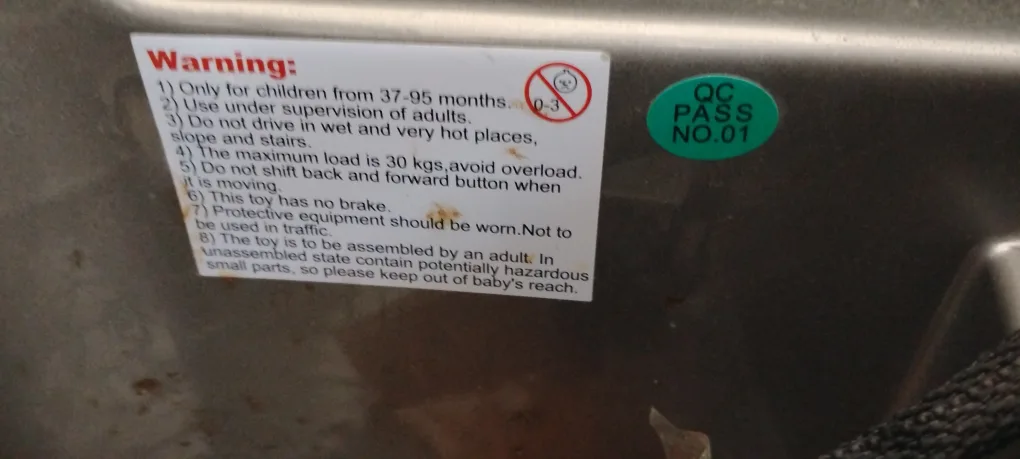 Warning:
1) Only for children from 37-95 months.
0-3
2) Use under supervision of adults.
3) Do not drive in wet and very hot places,
slope and stairs.
4) The maximum load is 30 kgs,avoid overload.
5) Do not shift back and forward button when
it is moving.
6) This toy has no brake.
7) Protective equipment should be worn.Not to
be used in traffic.
8) The toy is to be assembled by an adult. In
unassembled state contain potentially hazardous
small parts, so please keep out of baby's reach.
QC
PASS
NO.01